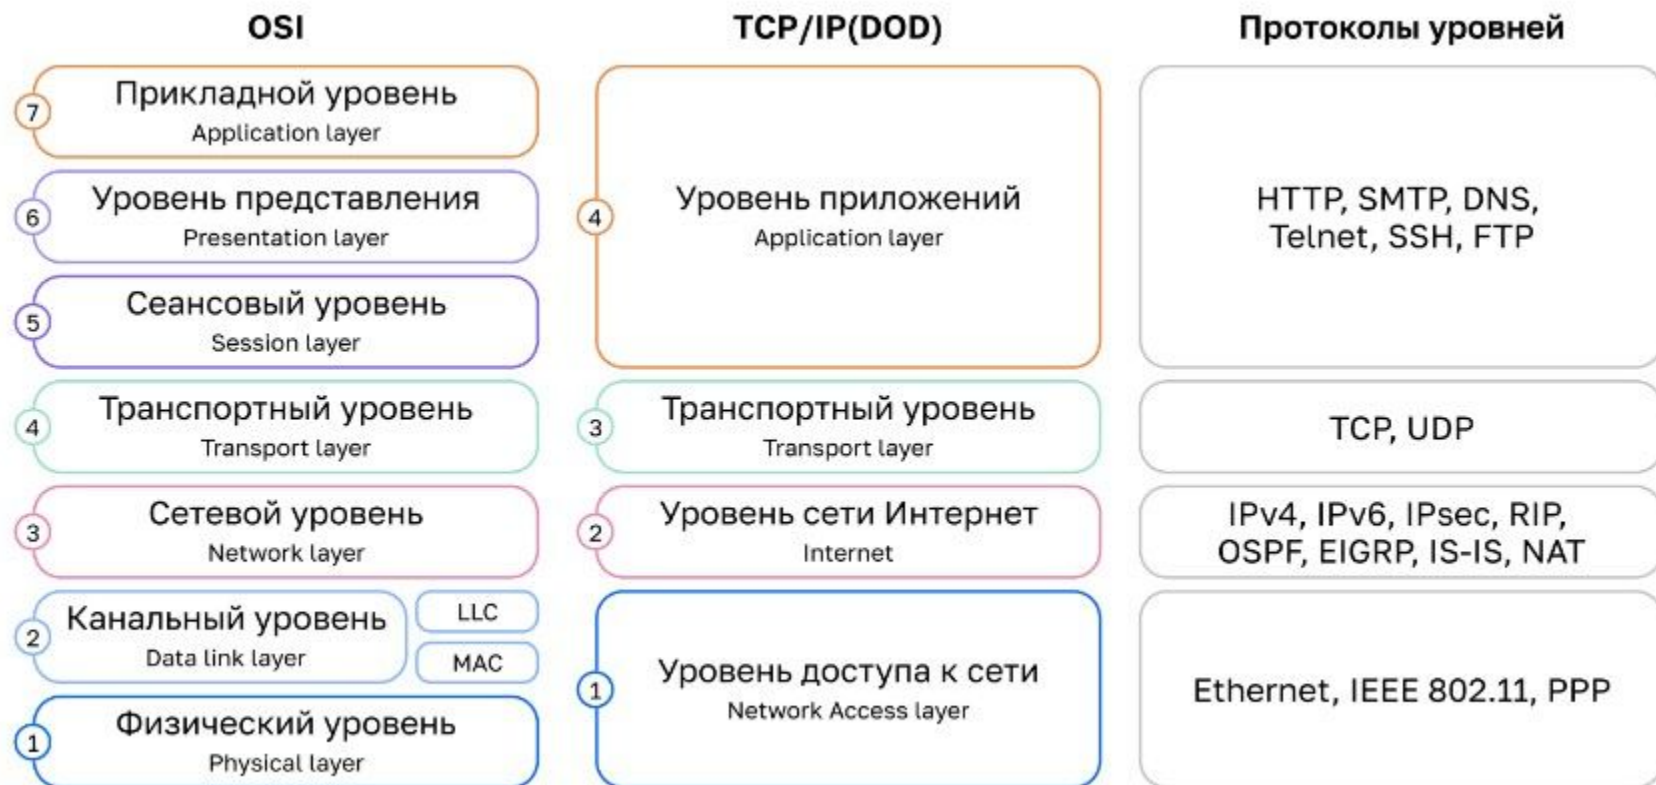 OSI
TCP/IP(DOD)
Протоколы уровней
7
Прикладной уровень
Application layer
6
Уровень представления
Presentation layer
5
Сеансовый уровень
Session layer
4
Уровень приложений
Application layer
HTTP, SMTP, DNS,
Telnet, SSH, FTP
4
Транспортный уровень
Transport layer
3
Транспортный уровень
Transport layer
TCP, UDP
3
Сетевой уровень
Network layer
2
Уровень сети Интернет
Internet
IPv4, IPv6, IPsec, RIP,
OSPF, EIGRP, IS-IS, NAT
2
Канальный уровень
Data link layer
LLC
MAC
1
Физический уровень
Physical layer
1
Уровень доступа к сети
Network Access layer
Ethernet, IEEE 802.11, PPP